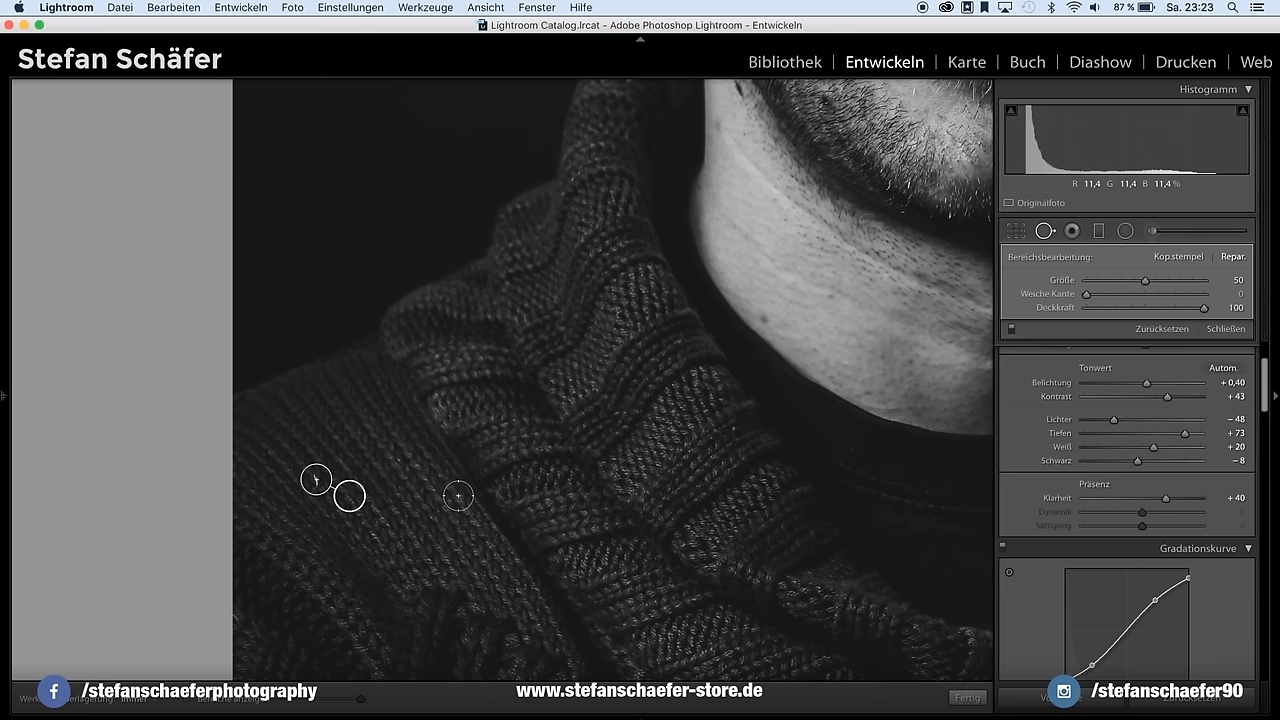 Lightroom Datei Bearbeiten Entwickeln Foto Einstellungen Werkzeuge Ansicht Fenster Hilfe 87 % Sa. 23:23
Lightroom Catalog.lrcat - Adobe Photoshop Lightroom - Entwickeln
Stefan Schäfer
Bibliothek | Entwickeln | Karte | Buch | Diashow | Drucken | Web
Histogramm
R 11,4 G 11,4 B 11,4 %
Originalfoto
Bereichsbearbeitung: Kop.stempel | Repar.
Größe 50
Weiche Kante 0
Deckkraft 100
Zurücksetzen Schließen
Tonwert Autom.
Belichtung + 0,40
Kontrast + 43
Lichter − 48
Tiefen + 73
Weiß + 20
Schwarz − 8
Präsenz
Klarheit + 40
Dynamik
Sättigung
Gradationskurve
/stefanschaeferphotography
www.stefanschaefer-store.de
Fertig
/stefanschaefer90